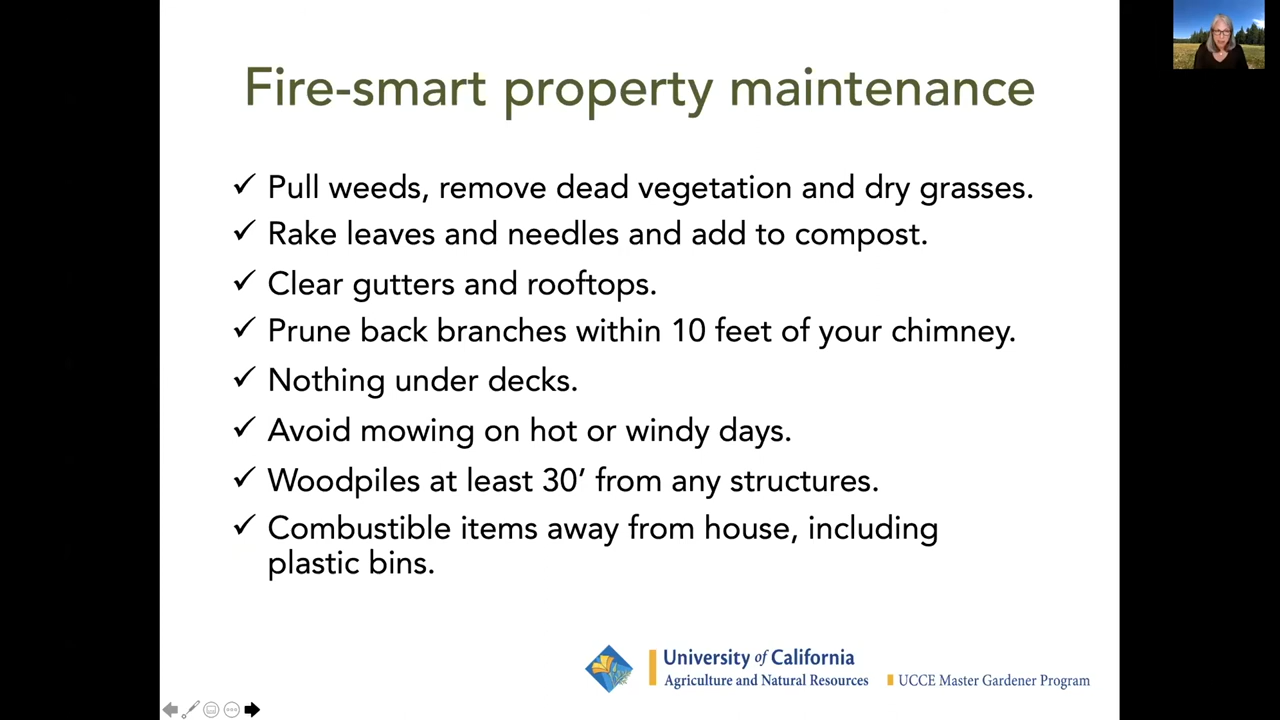 Fire-smart property maintenance
✓ Pull weeds, remove dead vegetation and dry grasses.
✓ Rake leaves and needles and add to compost.
✓ Clear gutters and rooftops.
✓ Prune back branches within 10 feet of your chimney.
✓ Nothing under decks.
✓ Avoid mowing on hot or windy days.
✓ Woodpiles at least 30’ from any structures.
✓ Combustible items away from house, including
plastic bins.
University of California
Agriculture and Natural Resources
UCCE Master Gardener Program